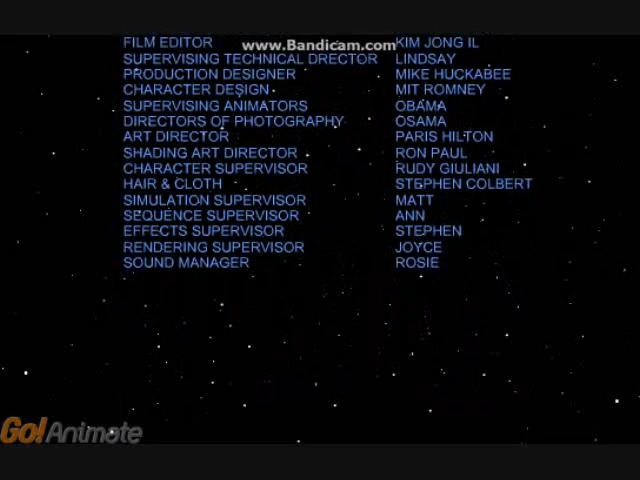 www.Bandicam.com
FILM EDITOR KIM JONG IL
SUPERVISING TECHNICAL DRECTOR LINDSAY
PRODUCTION DESIGNER MIKE HUCKABEE
CHARACTER DESIGN MIT ROMNEY
SUPERVISING ANIMATORS OBAMA
DIRECTORS OF PHOTOGRAPHY OSAMA
ART DIRECTOR PARIS HILTON
SHADING ART DIRECTOR RON PAUL
CHARACTER SUPERVISOR RUDY GIULIANI
HAIR & CLOTH STEPHEN COLBERT
SIMULATION SUPERVISOR MATT
SEQUENCE SUPERVISOR ANN
EFFECTS SUPERVISOR STEPHEN
RENDERING SUPERVISOR JOYCE
SOUND MANAGER ROSIE
Go!Animate